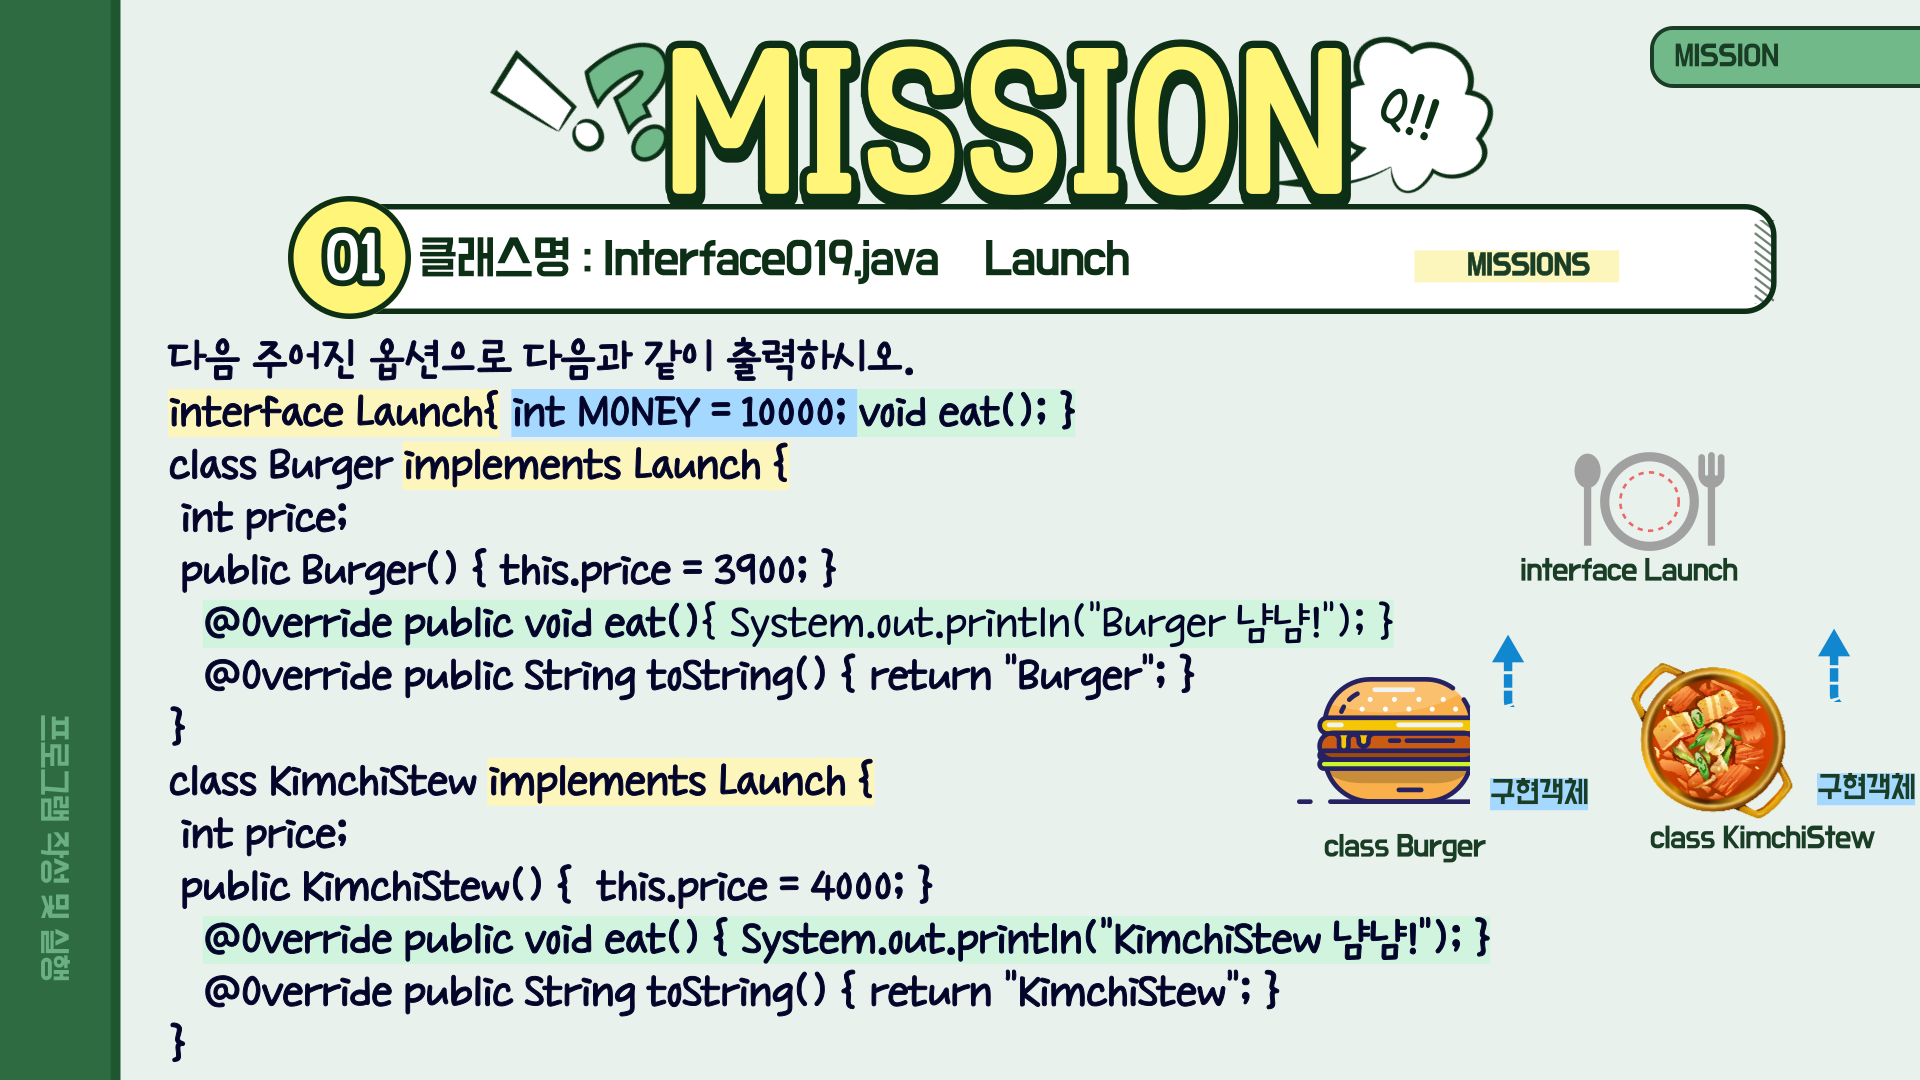 MISSION
MISSION
Q!!
01
클래스명 : Interface019.java Launch
MISSIONS
다음 주어진 옵션으로 다음과 같이 출력하시오.
interface Launch{ int MONEY = 10000; void eat(); }
class Burger implements Launch {
int price;
public Burger() { this.price = 3900; }
@Override public void eat(){ System.out.println("Burger 냠냠!"); }
@Override public String toString() { return "Burger"; }
}
class KimchiStew implements Launch {
int price;
public KimchiStew() { this.price = 4000; }
@Override public void eat() { System.out.println("KimchiStew 냠냠!"); }
@Override public String toString() { return "KimchiStew"; }
}
interface Launch
구현객체
구현객체
class Burger
class KimchiStew
프로그램 작성 및 실행